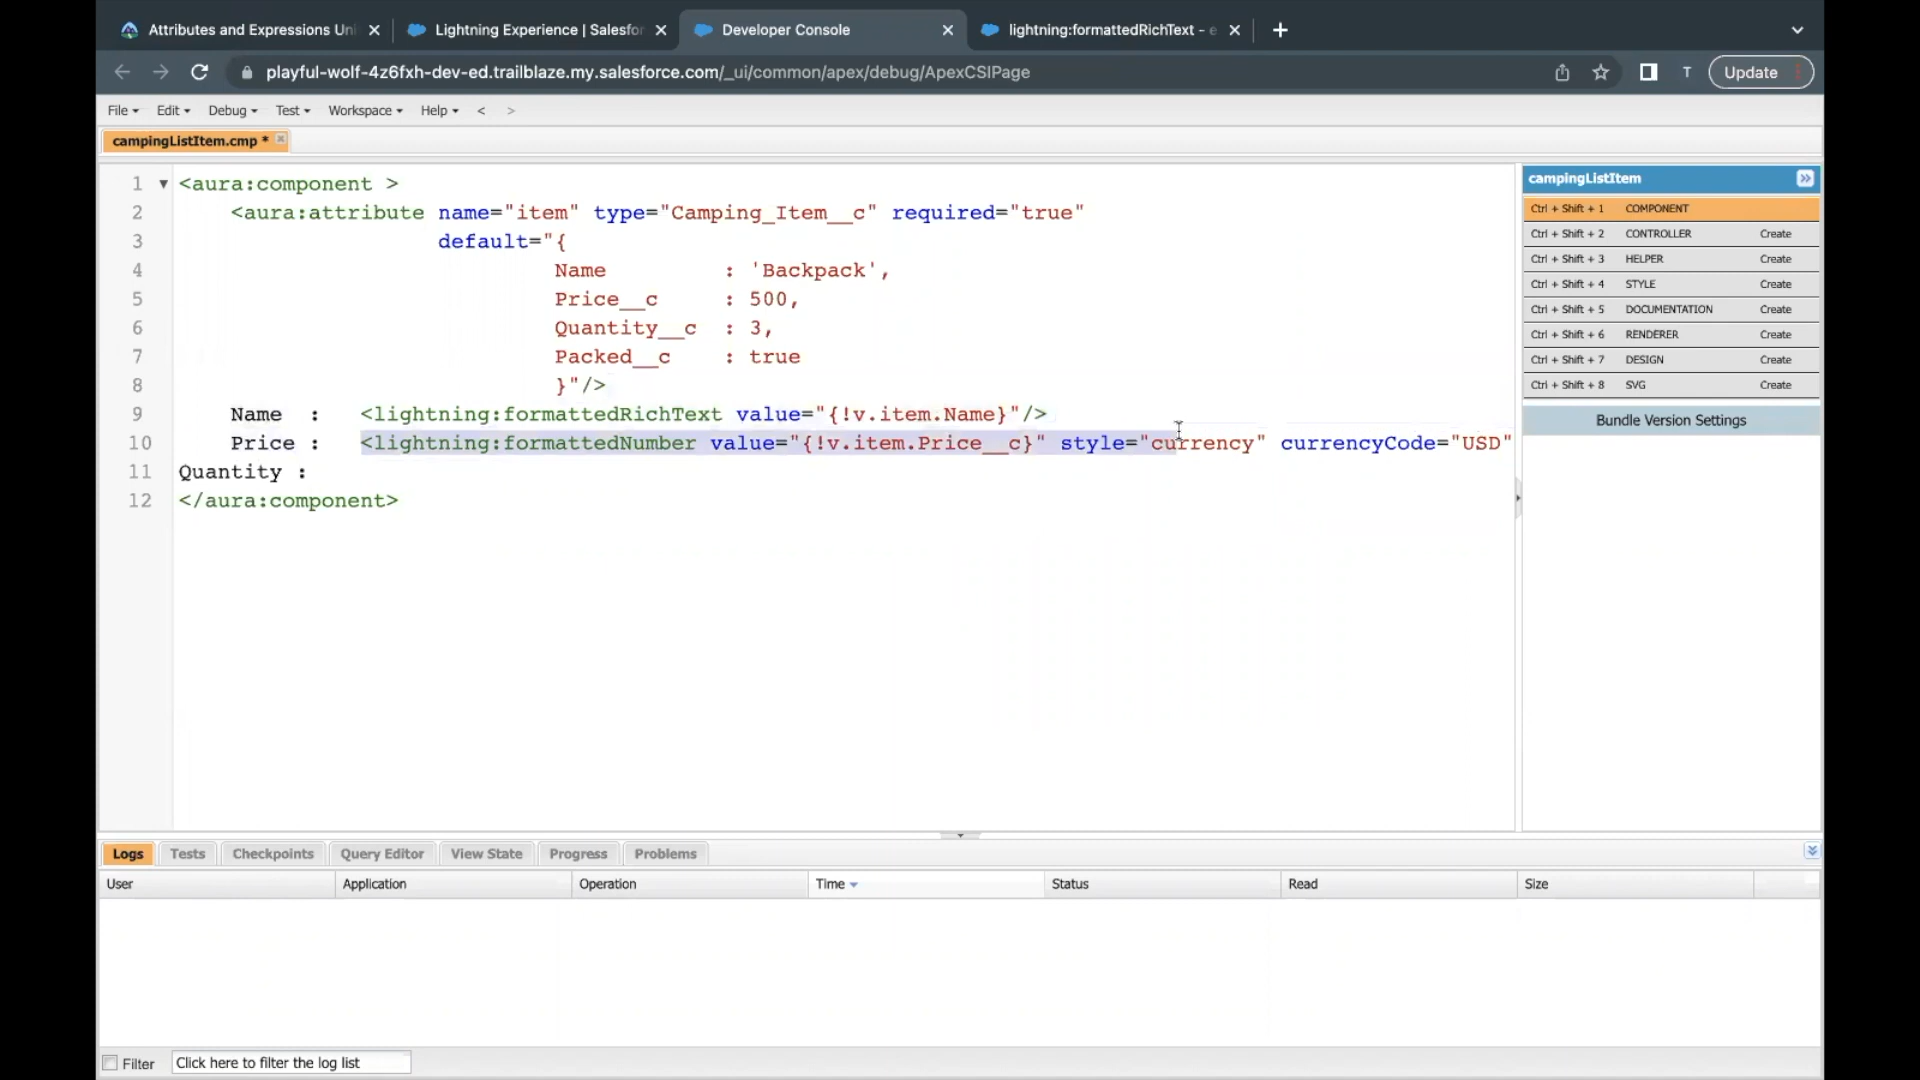 Attributes and Expressions Uni
Lightning Experience | Salesfor
Developer Console
lightning:formattedRichText - e
playful-wolf-4z6fxh-dev-ed.trailblaze.my.salesforce.com/_ui/common/apex/debug/ApexCSIPage
T
Update
File Edit Debug Test Workspace Help < >
campingListItem.cmp *
campingListItem
1 <aura:component >
2 <aura:attribute name="item" type="Camping_Item__c" required="true"
3 default="{
4 Name : 'Backpack',
5 Price__c : 500,
6 Quantity__c : 3,
7 Packed__c : true
8 }"/>
9 Name : <lightning:formattedRichText value="{!v.item.Name}"/>
10 Price : <lightning:formattedNumber value="{!v.item.Price__c}" style="currency" currencyCode="USD"
11 Quantity :
12 </aura:component>
Ctrl + Shift + 1 COMPONENT
Ctrl + Shift + 2 CONTROLLER Create
Ctrl + Shift + 3 HELPER Create
Ctrl + Shift + 4 STYLE Create
Ctrl + Shift + 5 DOCUMENTATION Create
Ctrl + Shift + 6 RENDERER Create
Ctrl + Shift + 7 DESIGN Create
Ctrl + Shift + 8 SVG Create
Bundle Version Settings
Logs Tests Checkpoints Query Editor View State Progress Problems
User Application Operation Time Status Read Size
Filter Click here to filter the log list